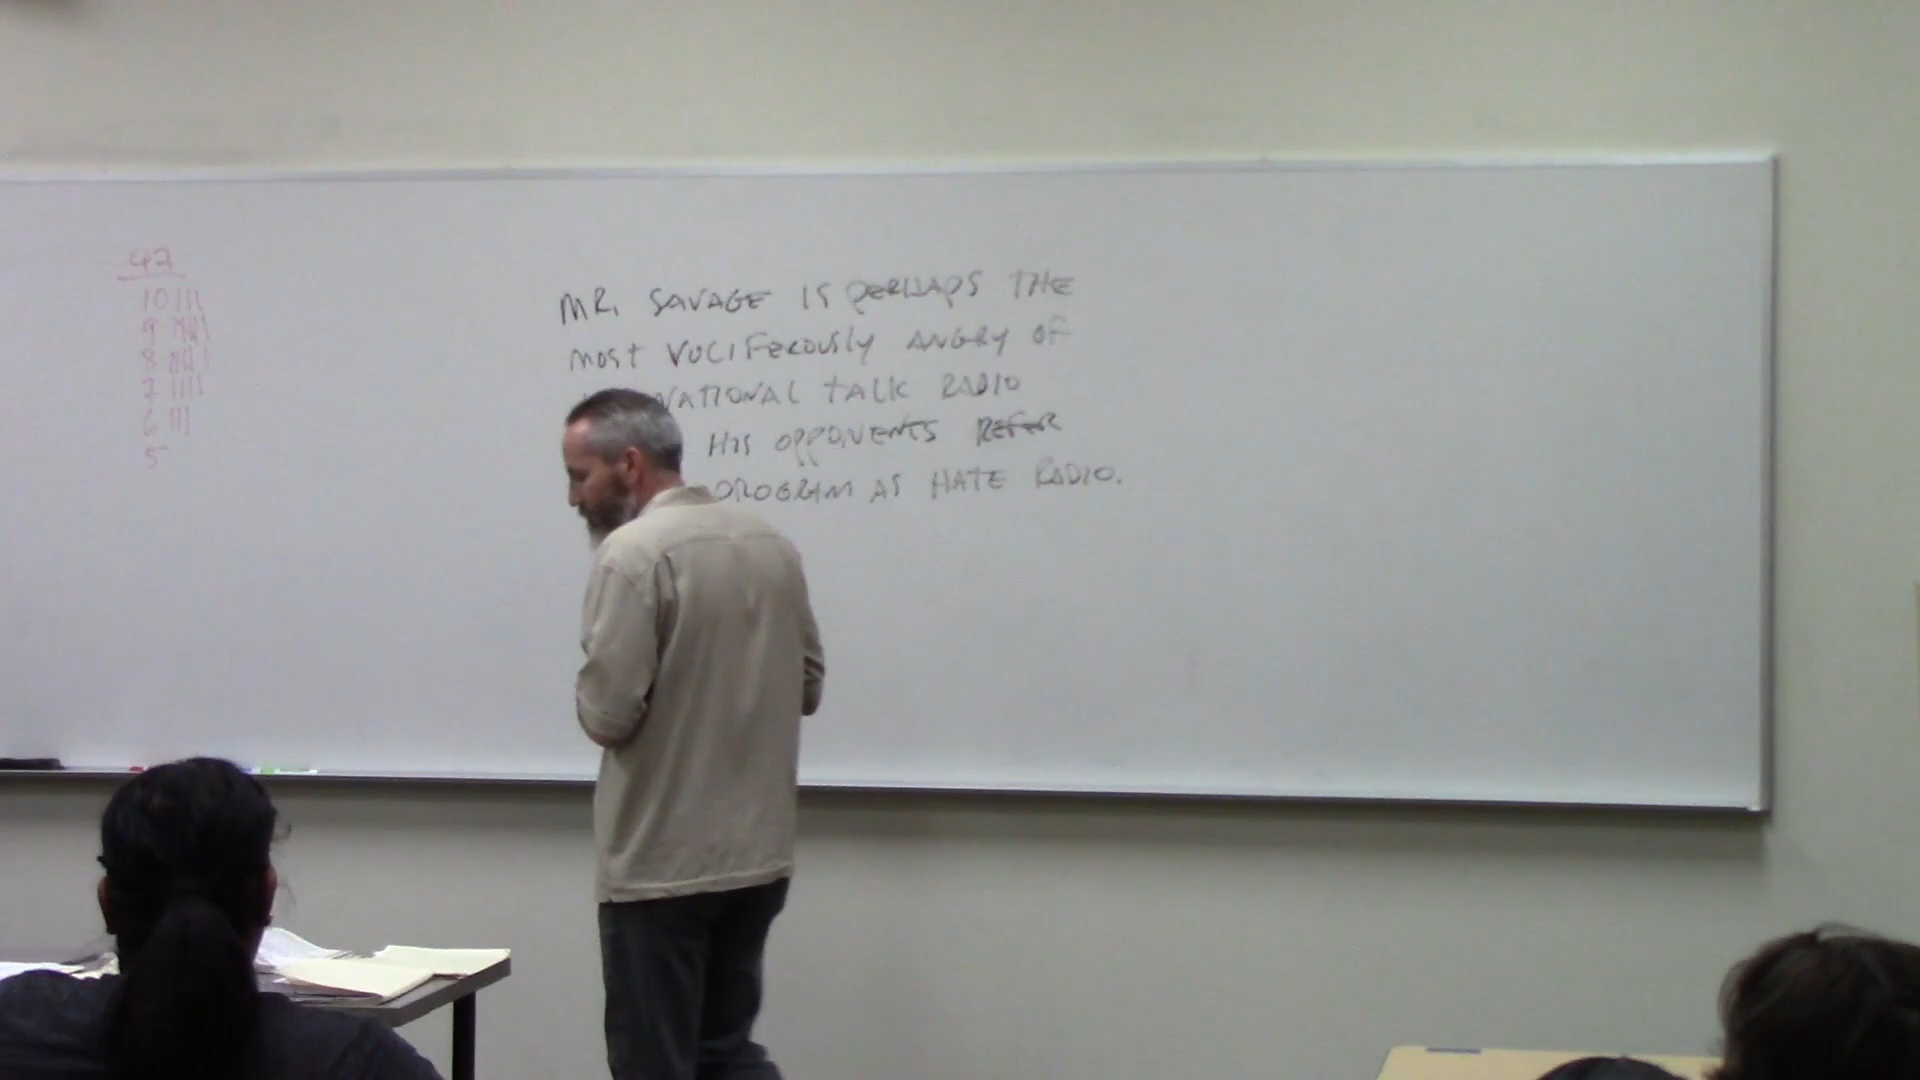 42
10 |||
9
8
7 ||||
6 |||
5
MR. SAVAGE IS PERHAPS THE
MOST VOCIFEROUSLY ANGRY OF
NATIONAL TALK RADIO
HIS OPPONENTS REFER
PROGRAM AS HATE RADIO.